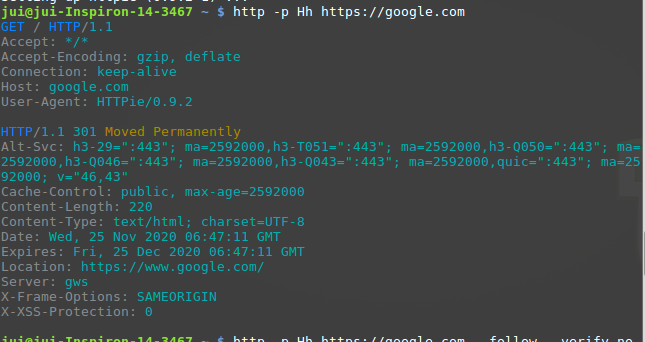 jui@jui-Inspiron-14-3467 ~ $ http -p Hh https://google.com
GET / HTTP/1.1
Accept: */*
Accept-Encoding: gzip, deflate
Connection: keep-alive
Host: google.com
User-Agent: HTTPie/0.9.2
HTTP/1.1 301 Moved Permanently
Alt-Svc: h3-29=":443"; ma=2592000,h3-T051=":443"; ma=2592000,h3-Q050=":443"; ma=
2592000,h3-Q046=":443"; ma=2592000,h3-Q043=":443"; ma=2592000,quic=":443"; ma=25
92000; v="46,43"
Cache-Control: public, max-age=2592000
Content-Length: 220
Content-Type: text/html; charset=UTF-8
Date: Wed, 25 Nov 2020 06:47:11 GMT
Expires: Fri, 25 Dec 2020 06:47:11 GMT
Location: https://www.google.com/
Server: gws
X-Frame-Options: SAMEORIGIN
X-XSS-Protection: 0
jui@jui-Inspiron-14-3467 ~ $ http -p Hh https://google.com --follow --verify no